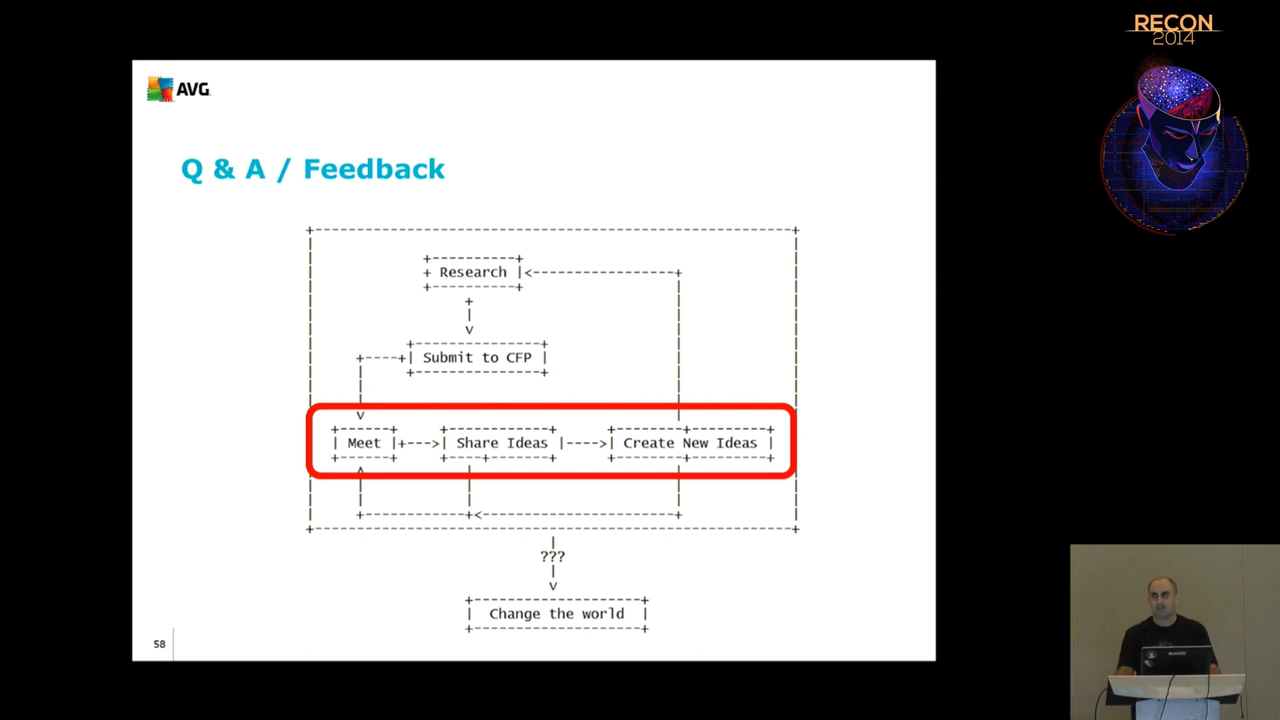 RECON
2014
AVG
Q & A / Feedback
Research
Submit to CFP
Meet
Share Ideas
Create New Ideas
???
Change the world
58